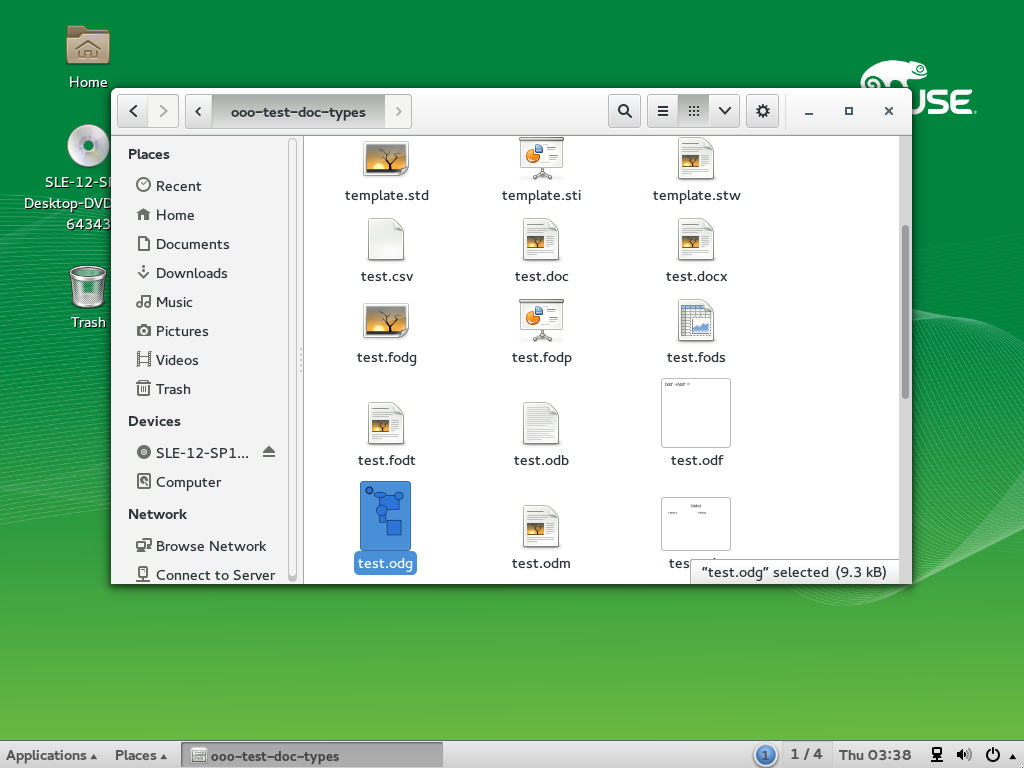 Home
SLE-12-SP
Desktop-DVD
64343
Trash
USE
ooo-test-doc-types
Places
Recent
Home
Documents
Downloads
Music
Pictures
Videos
Trash
Devices
SLE-12-SP1...
Computer
Network
Browse Network
Connect to Server
template.std
template.sti
template.stw
test.csv
test.doc
test.docx
test.fodg
test.fodp
test.fods
test.fodt
test.odb
test.odf
test.odg
test.odm
"test.odg" selected (9.3 kB)
Applications
Places
ooo-test-doc-types
1
1 / 4
Thu 03:38